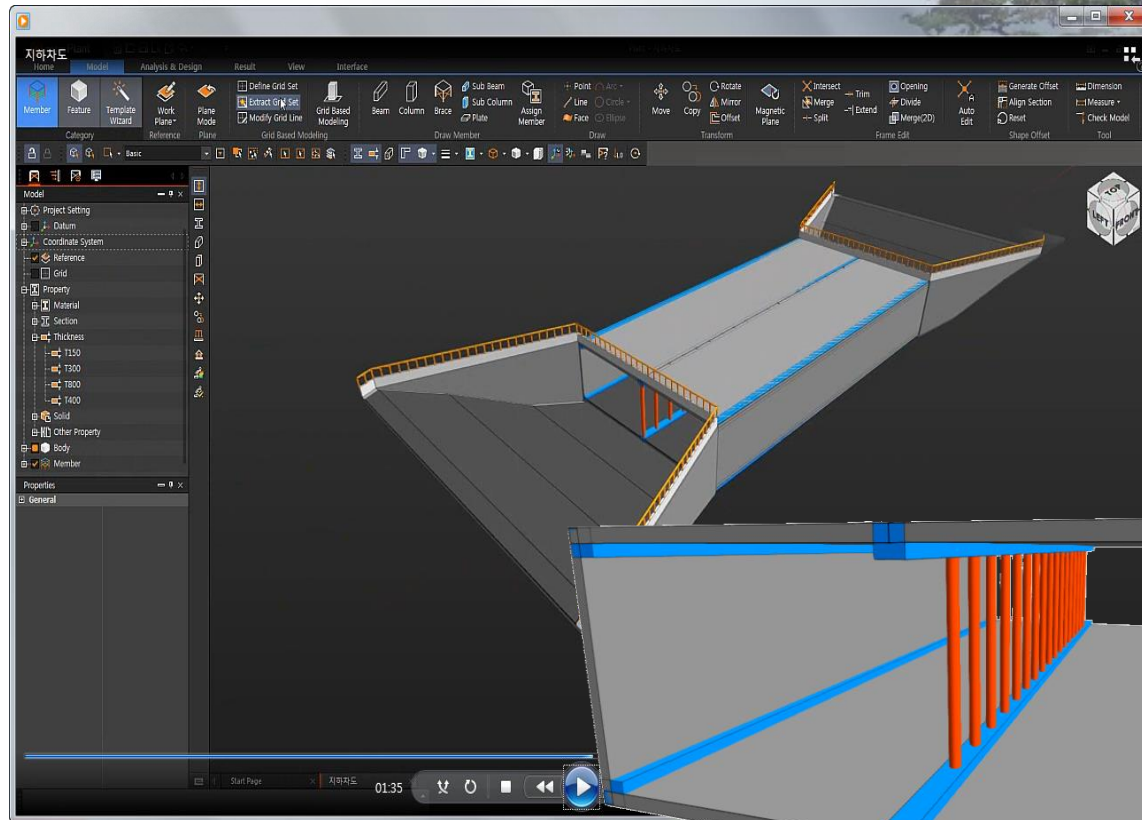 지하차도
Home Model Analysis & Design Result View Interface
Member Feature Template Wizard Work Plane Plane Mode Define Grid Set Extract Grid Set Modify Grid Line Grid Based Modeling Beam Column Brace Sub Beam Sub Column Plate Assign Member Point Arc Line Circle Face Ellipse Move Copy Rotate Mirror Offset Magnetic Plane Intersect Merge Split Trim Extend Opening Divide Merge(2D) Auto Edit Generate Offset Align Section Reset Dimension Measure Check Model
Category Reference Plane Grid Based Modeling Draw Member Draw Transform Frame Edit Shape Offset Tool
Basic
Model
Project Setting
Datum
Coordinate System
Reference
Grid
Property
Material
Section
Thickness
T150
T300
T800
T400
Solid
Other Property
Body
Member
Properties
General
TOP
LEFT FRONT
Start Page 지하차도
01:35